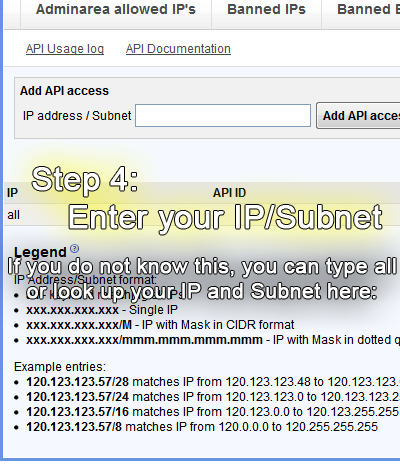 Adminarea allowed IP's Banned IPs Banned E
API Usage log API Documentation
Add API access
IP address / Subnet Add API acces
Step 4:
IP API ID
all
Enter your IP/Subnet
Legend
If you do not know this, you can type all
IP Address/Subnet format:
or look up your IP and Subnet here:
xxx.xxx.xxx.xxx - Single IP
xxx.xxx.xxx.xxx/M - IP with Mask in CIDR format
xxx.xxx.xxx.xxx/mmm.mmm.mmm.mmm - IP with Mask in dotted q
Example entries:
120.123.123.57/28 matches IP from 120.123.123.48 to 120.123.123.
120.123.123.57/24 matches IP from 120.123.123.0 to 120.123.123.2
120.123.123.57/16 matches IP from 120.123.0.0 to 120.123.255.255
120.123.123.57/8 matches IP from 120.0.0.0 to 120.255.255.255